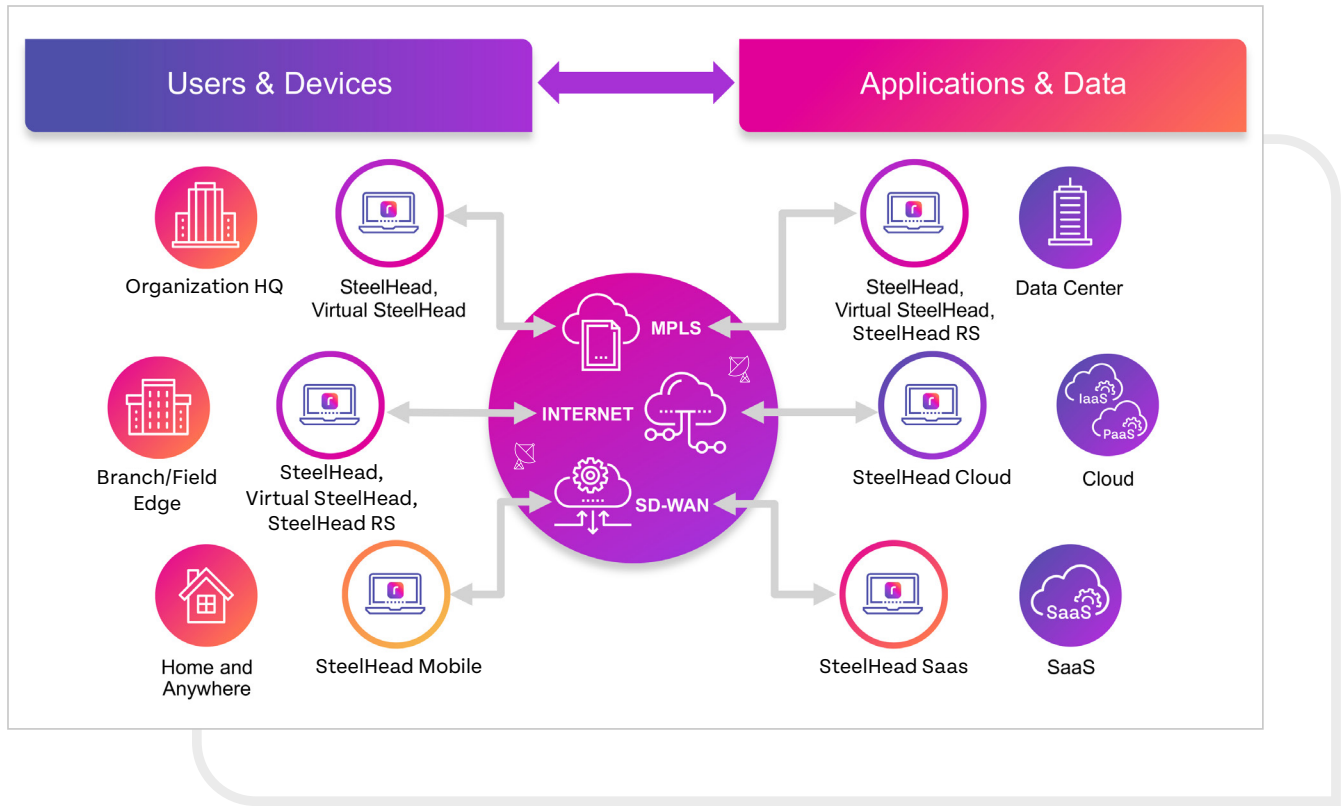 Users & Devices
Applications & Data
Organization HQ
SteelHead,
Virtual SteelHead
SteelHead,
Virtual SteelHead,
SteelHead RS
Data Center
MPLS
INTERNET
SD-WAN
Branch/Field
Edge
SteelHead,
Virtual SteelHead,
SteelHead RS
SteelHead Cloud
IaaS
PaaS
Cloud
Home and
Anywhere
SteelHead Mobile
SteelHead Saas
SaaS
SaaS